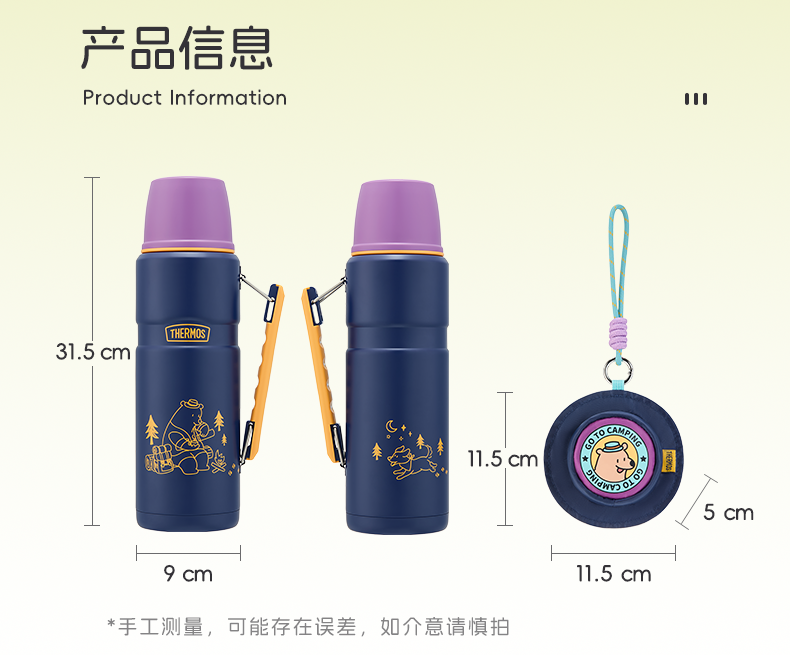 产品信息
Product Information
31.5 cm
THERMOS
9 cm
11.5 cm
GO TO CAMPING
GO TO CAMPING
THERMOS
5 cm
11.5 cm
*手工测量，可能存在误差，如介意请慎拍